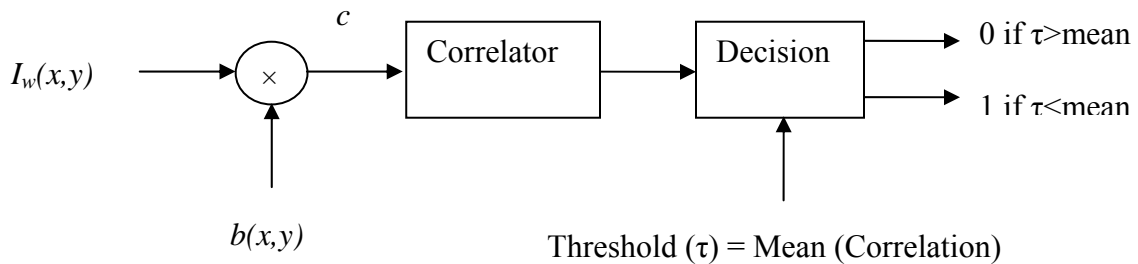 c
I_w(x,y)
×
Correlator
Decision
0 if τ>mean
1 if τ<mean
b(x,y)
Threshold (τ) = Mean (Correlation)